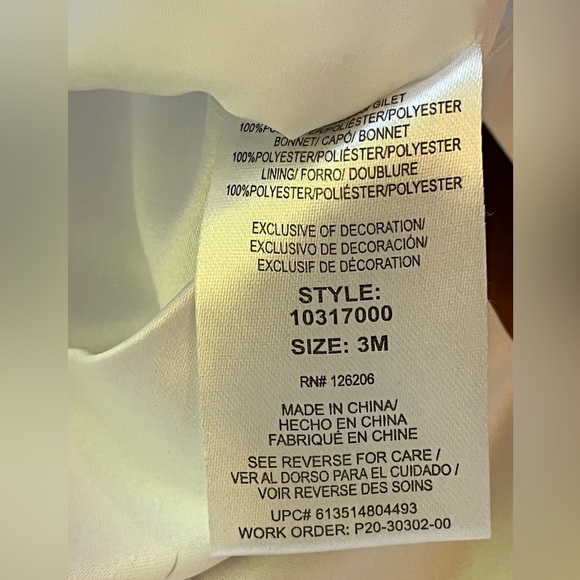 GILET
POLIÉSTER/POLYESTER
BONNET/ CAPÓ/ BONNET
100%POLYESTER/POLIÉSTER/POLYESTER
LINING/ FORRO/ DOUBLURE
100%POLYESTER/POLIÉSTER/POLYESTER
EXCLUSIVE OF DECORATION/
EXCLUSIVO DE DECORACIÓN/
EXCLUSIF DE DÉCORATION
STYLE:
10317000
SIZE: 3M
RN# 126206
MADE IN CHINA/
HECHO EN CHINA
FABRIQUÉ EN CHINE
SEE REVERSE FOR CARE /
VER AL DORSO PARA EL CUIDADO /
VOIR REVERSE DES SOINS
UPC# 613514804493
WORK ORDER: P20-30302-00